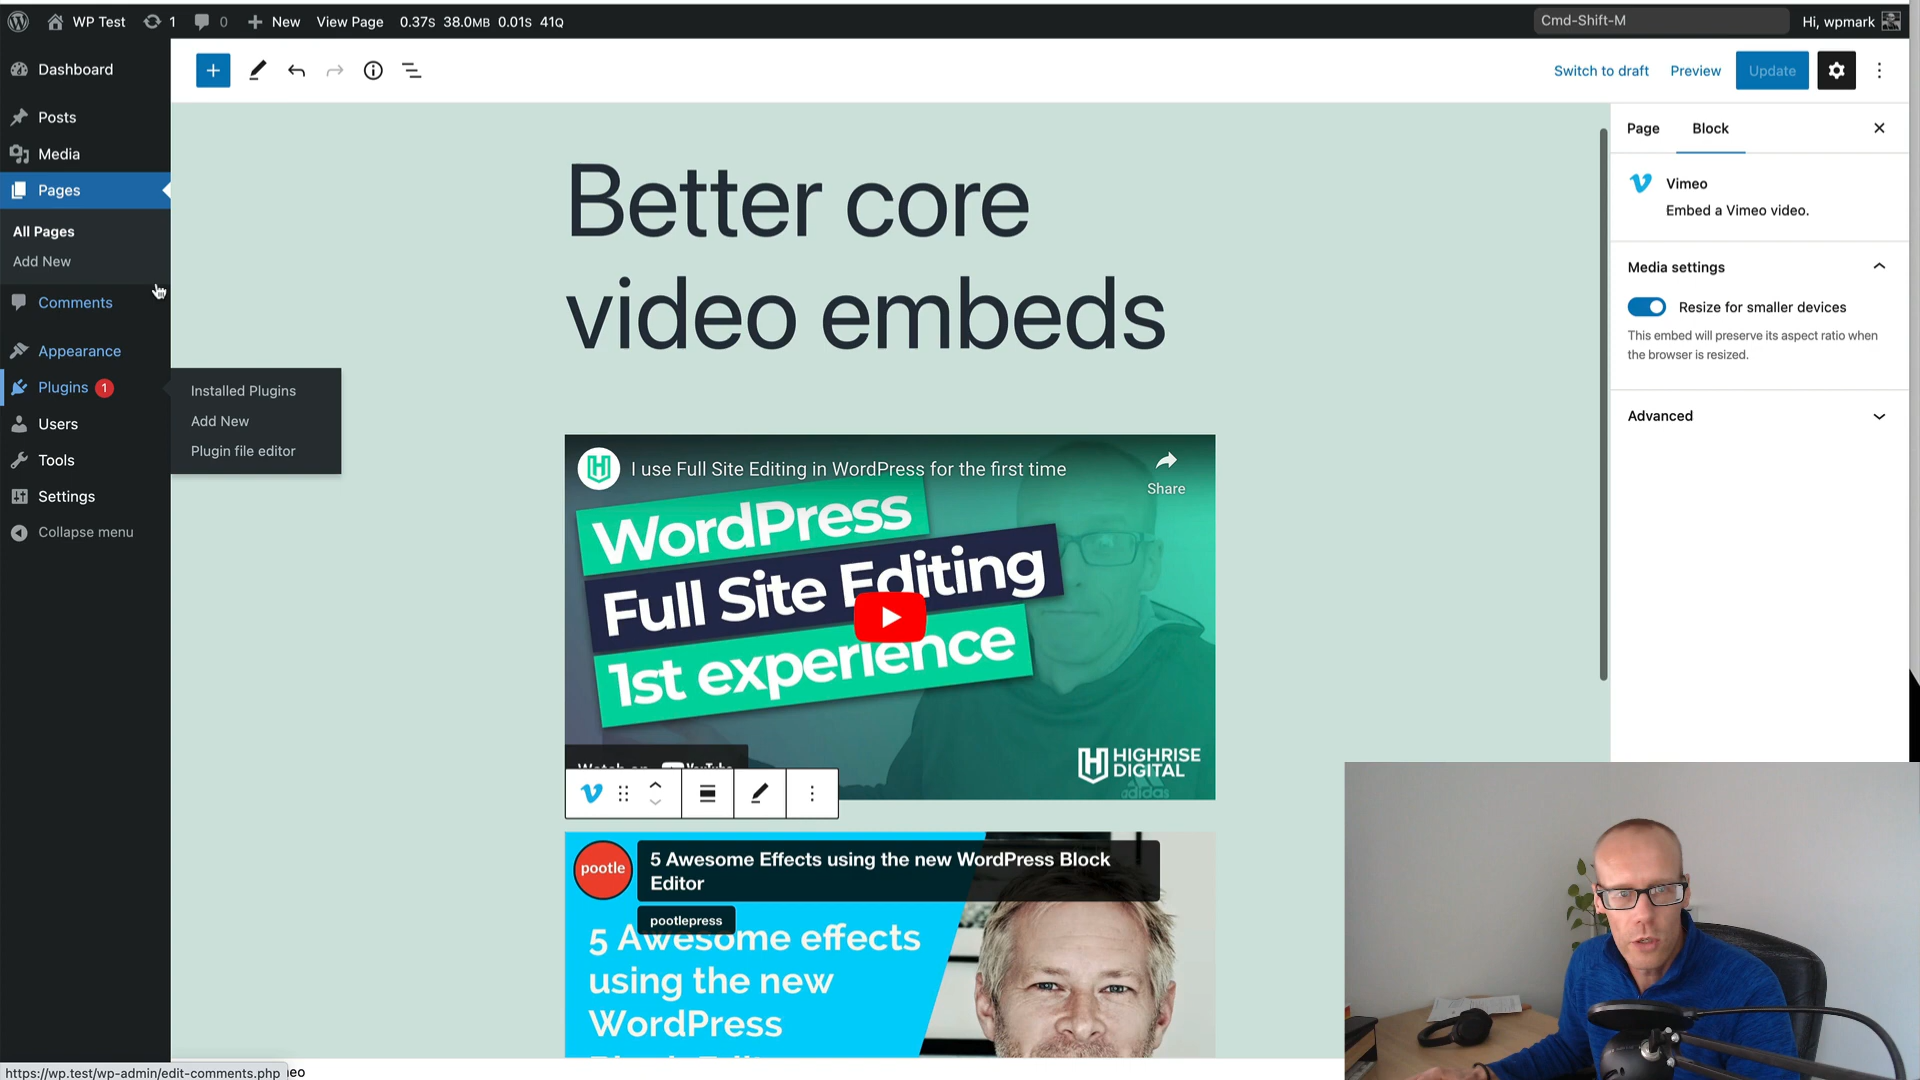 WP Test 1 0 New View Page 0.37s 38.0MB 0.01s 41Q Cmd-Shift-M Hi, wpmark
Dashboard
Posts
Media
Pages
All Pages
Add New
Comments
Appearance
Plugins 1
Users
Tools
Settings
Collapse menu
Installed Plugins
Add New
Plugin file editor
Switch to draft Preview Update
Better core
video embeds
I use Full Site Editing in WordPress for the first time
Share
WordPress
Full Site Editing
1st experience
Watch on YouTube
HIGHRISE
DIGITAL
adidas
pootle
5 Awesome Effects using the new WordPress Block
Editor
pootlepress
5 Awesome effects
using the new
WordPress
Page Block
Vimeo
Embed a Vimeo video.
Media settings
Resize for smaller devices
This embed will preserve its aspect ratio when
the browser is resized.
Advanced
https://wp.test/wp-admin/edit-comments.php